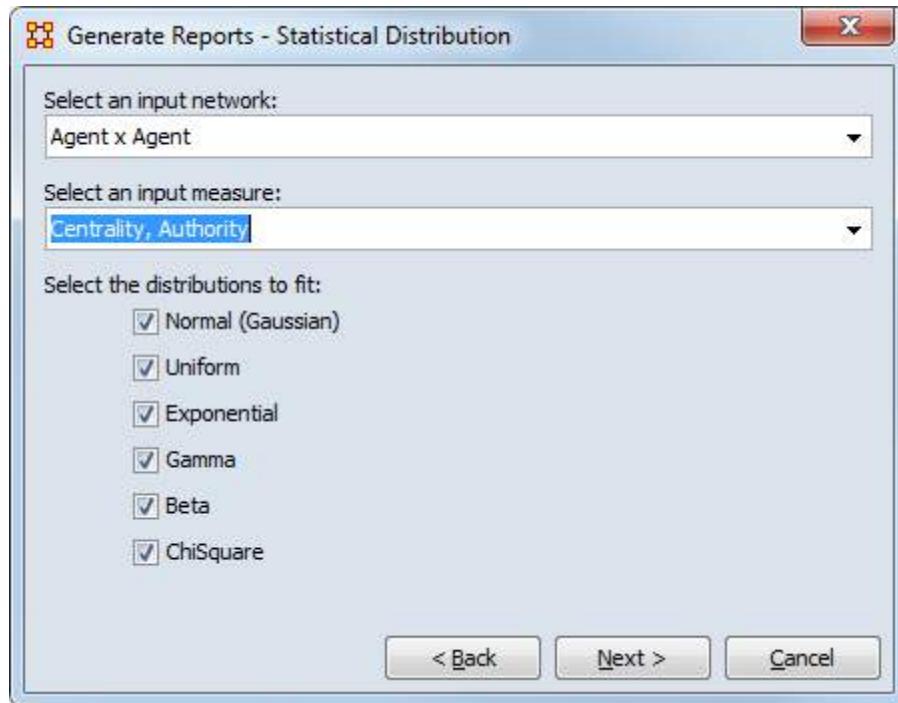 Generate Reports - Statistical Distribution
Select an input network:
Agent x Agent
Select an input measure:
Centrality, Authority
Select the distributions to fit:
Normal (Gaussian)
Uniform
Exponential
Gamma
Beta
ChiSquare
< Back Next > Cancel